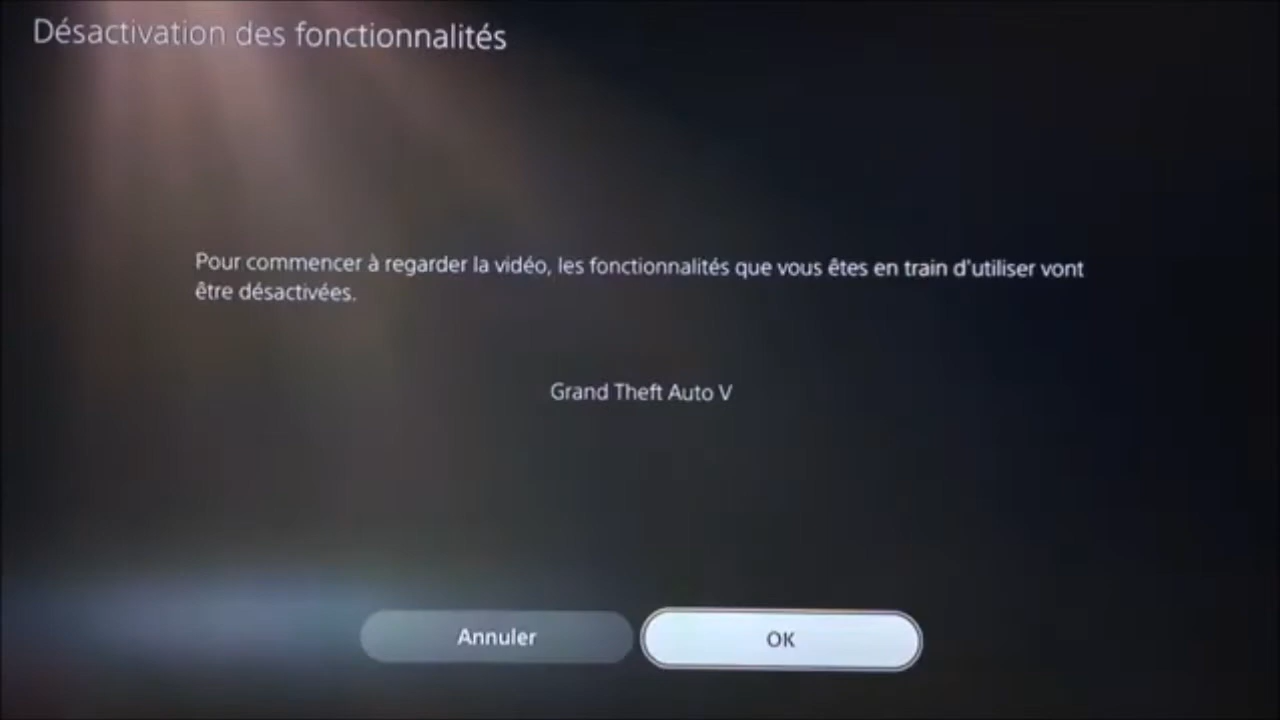 Désactivation des fonctionnalités
Pour commencer à regarder la vidéo, les fonctionnalités que vous êtes en train d'utiliser vont
être désactivées.
Grand Theft Auto V
Annuler
OK